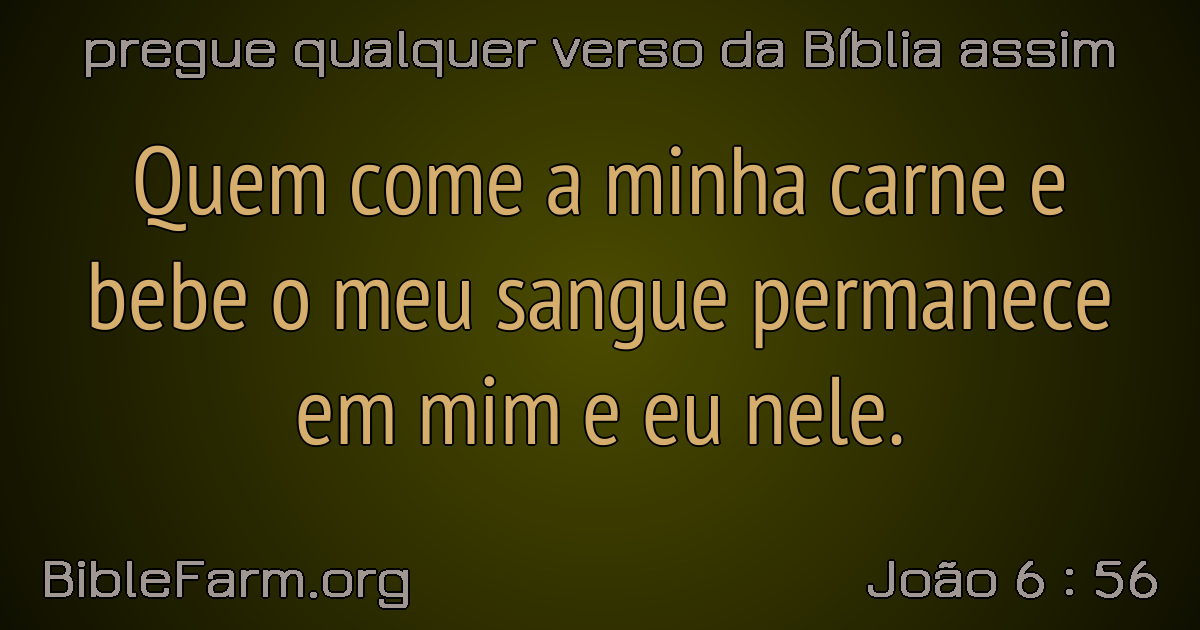 pregue qualquer verso da Bíblia assim
Quem come a minha carne e
bebe o meu sangue permanece
em mim e eu nele.
BibleFarm.org
João 6 : 56